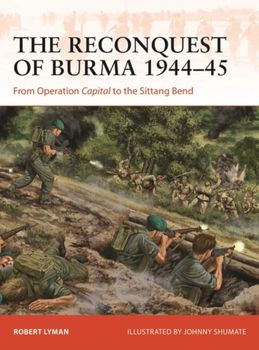 THE RECONQUEST
OF BURMA 1944–45
From Operation Capital to the Sittang Bend
ROBERT LYMAN
ILLUSTRATED BY JOHNNY SHUMATE